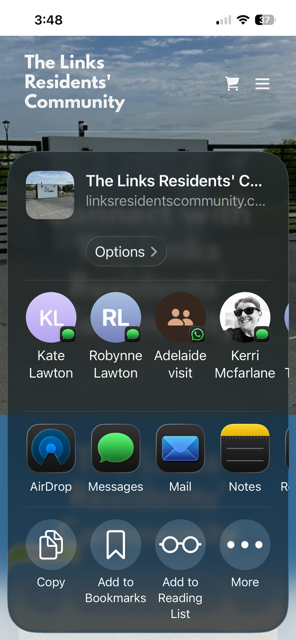 3:48
37
The Links
Residents'
Community
The Links Residents' C...
linksresidentscommunity.c...
Options
KL
RL
Kate
Lawton
Robynne
Lawton
Adelaide
visit
Kerri
Mcfarlane
T
AirDrop
Messages
Mail
Notes
R
Copy
Add to
Bookmarks
Add to
Reading
List
More